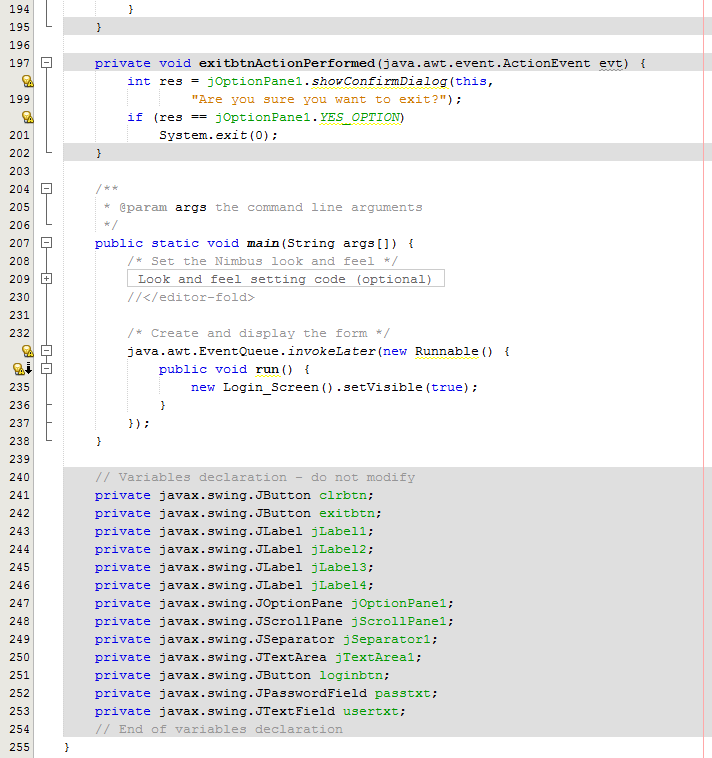 194 }
195 }
196
197 private void exitbtnActionPerformed(java.awt.event.ActionEvent evt) {
int res = jOptionPane1.showConfirmDialog(this,
199 "Are you sure you want to exit?");
if (res == jOptionPane1.YES_OPTION)
201 System.exit(0);
202 }
203
204 /**
205 * @param args the command line arguments
206 */
207 public static void main(String args[]) {
208 /* Set the Nimbus look and feel */
209 Look and feel setting code (optional)
230 //</editor-fold>
231
232 /* Create and display the form */
java.awt.EventQueue.invokeLater(new Runnable() {
public void run() {
235 new Login_Screen().setVisible(true);
236 }
237 });
238 }
239
240 // Variables declaration - do not modify
241 private javax.swing.JButton clrbtn;
242 private javax.swing.JButton exitbtn;
243 private javax.swing.JLabel jLabel1;
244 private javax.swing.JLabel jLabel2;
245 private javax.swing.JLabel jLabel3;
246 private javax.swing.JLabel jLabel4;
247 private javax.swing.JOptionPane jOptionPane1;
248 private javax.swing.JScrollPane jScrollPane1;
249 private javax.swing.JSeparator jSeparator1;
250 private javax.swing.JTextArea jTextArea1;
251 private javax.swing.JButton loginbtn;
252 private javax.swing.JPasswordField passtxt;
253 private javax.swing.JTextField usertxt;
254 // End of variables declaration
255 }